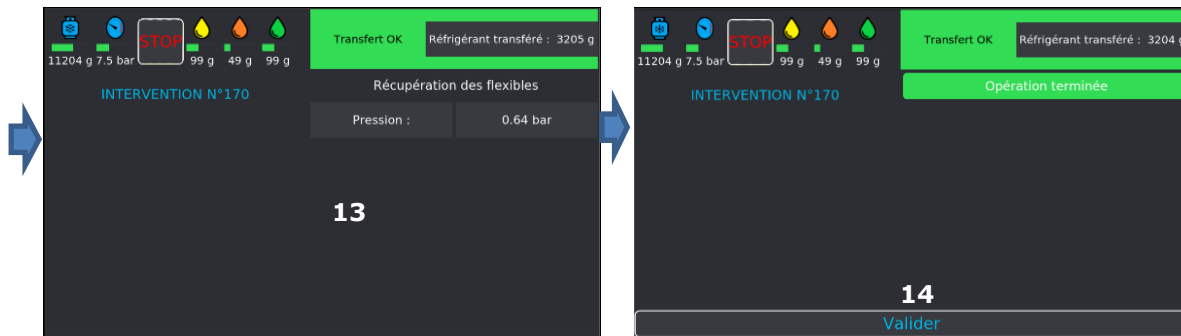 STOP
Transfert OK
Réfrigérant transféré : 3205 g
11204 g 7.5 bar 99 g 49 g 99 g
INTERVENTION N°170
Récupération des flexibles
Pression : 0.64 bar
13
STOP
Transfert OK
Réfrigérant transféré : 3204 g
11204 g 7.5 bar 99 g 49 g 99 g
INTERVENTION N°170
Opération terminée
14
Valider